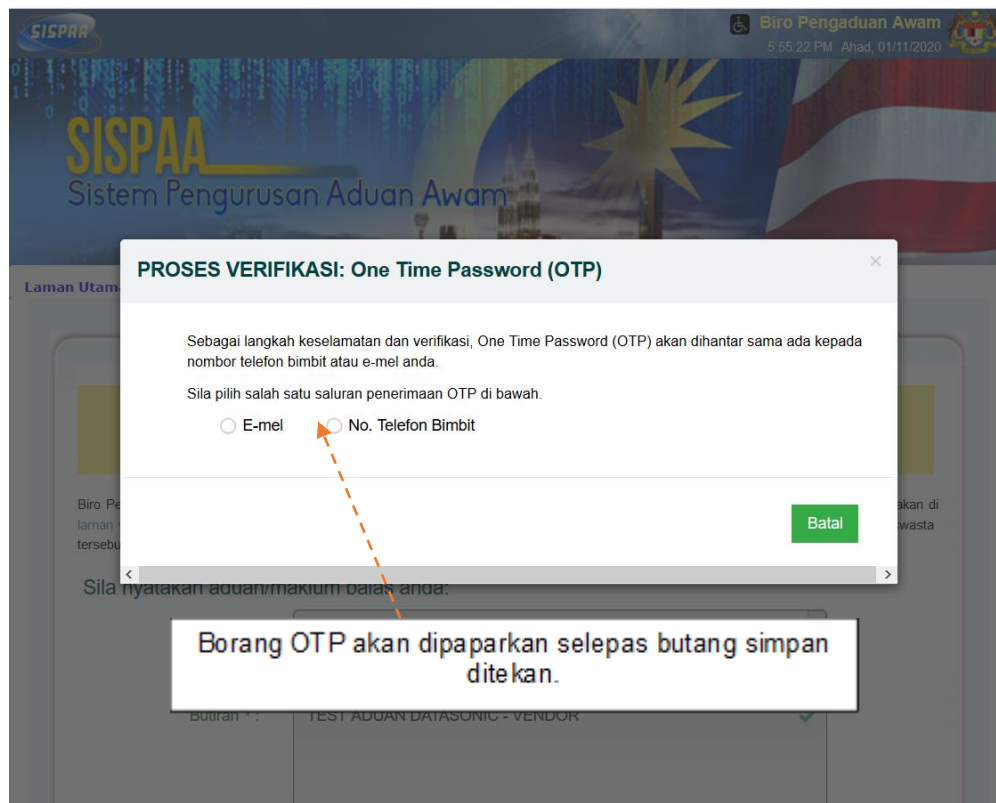 SISPAA
Biro Pengaduan Awam
5:55:22 PM Ahad, 01/11/2020
SISPAA
Sistem Pengurusan Aduan Awam
Laman Utam
PROSES VERIFIKASI: One Time Password (OTP)
×
Sebagai langkah keselamatan dan verifikasi, One Time Password (OTP) akan dihantar sama ada kepada
nombor telefon bimbit atau e-mel anda.
Sila pilih salah satu saluran penerimaan OTP di bawah.
E-mel No. Telefon Bimbit
Batal
Biro Pe akan di
laman wasta
tersebu
Sila nyatakan aduan/maklum balas anda:
Borang OTP akan dipaparkan selepas butang simpan
ditekan.
Butiran * : TEST ADUAN DATASONIC - VENDOR